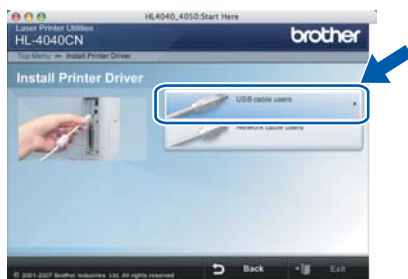 HL4040_4050:Start Here
Laser Printer Utilities
HL-4040CN
brother
Top Menu Install Printer Driver
Install Printer Driver
USB cable users
Network cable users
© 2001-2007 Brother Industries, Ltd. All rights reserved
Back
Exit